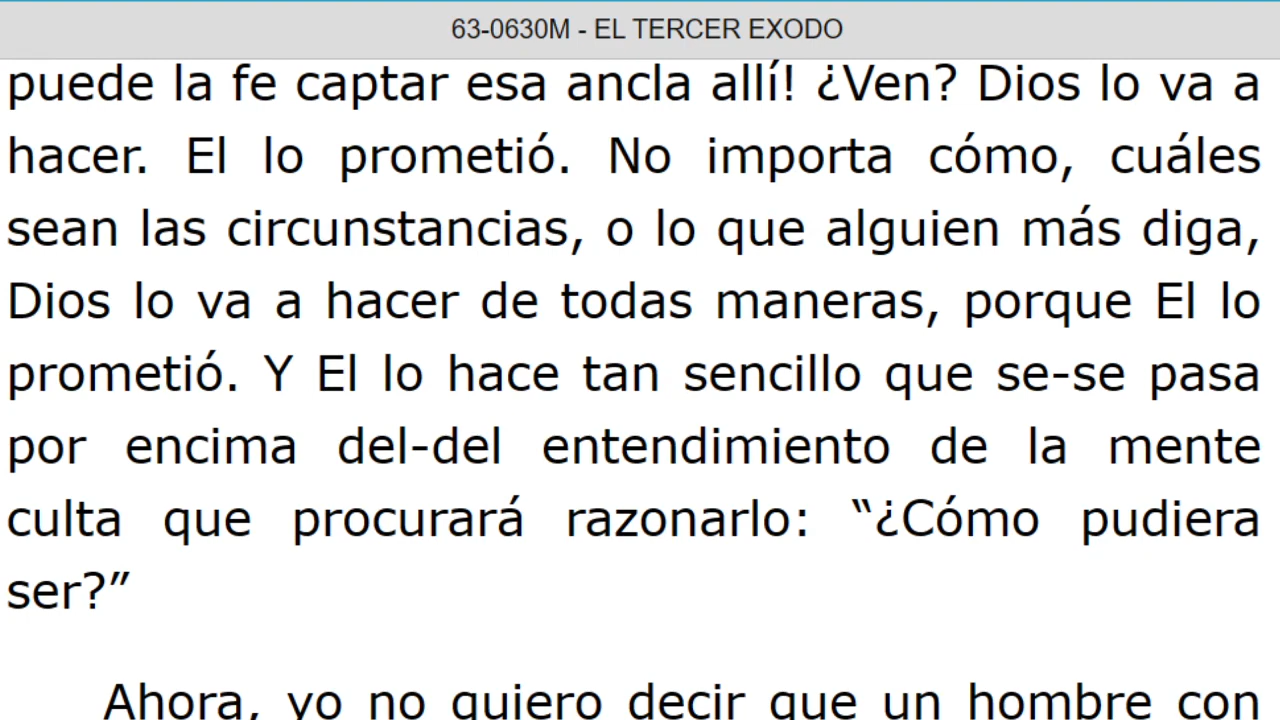 63-0630M - EL TERCER EXODO
puede la fe captar esa ancla allí! ¿Ven? Dios lo va a
hacer. El lo prometió. No importa cómo, cuáles
sean las circunstancias, o lo que alguien más diga,
Dios lo va a hacer de todas maneras, porque El lo
prometió. Y El lo hace tan sencillo que se-se pasa
por encima del-del entendimiento de la mente
culta que procurará razonarlo: “¿Cómo pudiera
ser?”
Ahora, yo no quiero decir que un hombre con